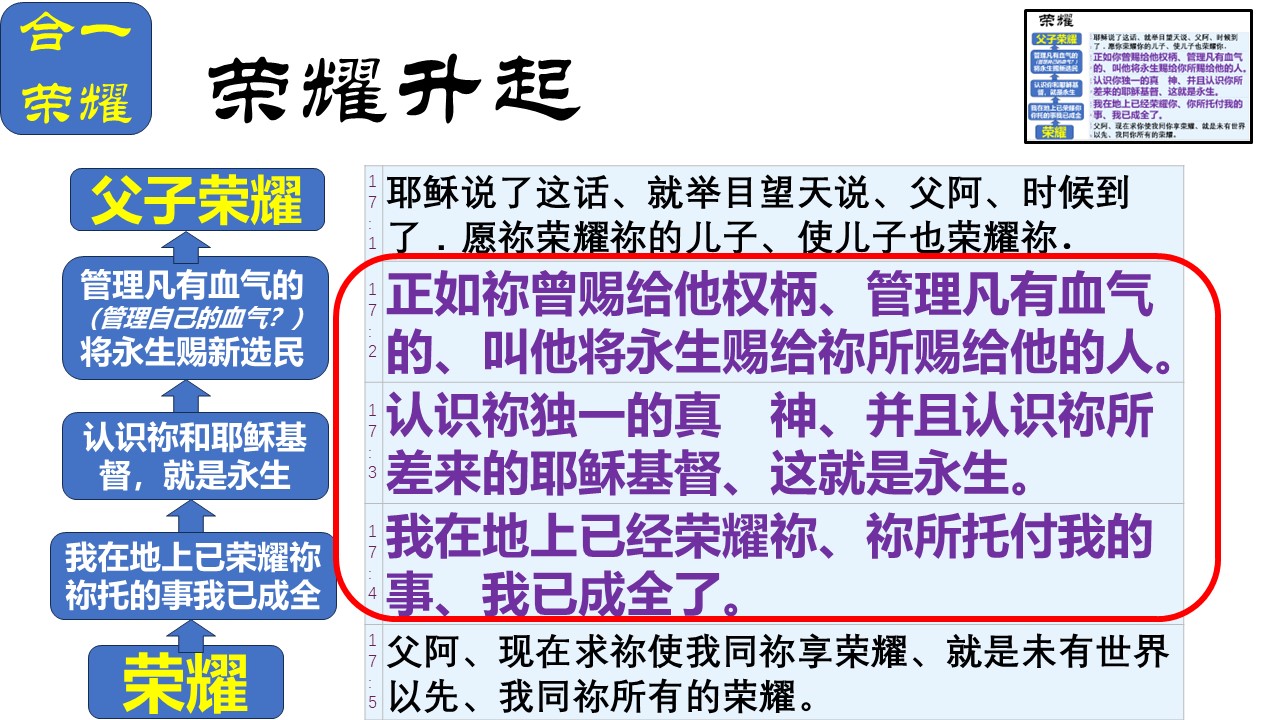 合一
荣耀
荣耀升起
荣耀
父子荣耀
管理凡有血气的
（管理自己的血气？）
将永生赐新选民
认识祢和耶稣基
督，就是永生
我在地上已荣耀祢
祢托的事我已成全
荣耀
耶稣说了这话、就举目望天说、父阿、时候到
了．愿祢荣耀祢的儿子、使儿子也荣耀你．
正如你曾赐给他权柄、管理凡有血气
的、叫他将永生赐给你所赐给他的人。
认识你独一的真　神、并且认识你所
差来的耶稣基督、这就是永生。
我在地上已经荣耀你、你所托付我的
事、我已成全了。
父阿、现在求你使我同你享荣耀、就是未有世界
以先、我同你所有的荣耀。
父子荣耀
管理凡有血气的
（管理自己的血气？）
将永生赐新选民
认识祢和耶稣基
督，就是永生
我在地上已荣耀祢
祢托的事我已成全
荣耀
17:1
耶稣说了这话、就举目望天说、父阿、时候到
了．愿祢荣耀祢的儿子、使儿子也荣耀祢．
17:2
正如祢曾赐给他权柄、管理凡有血气
的、叫他将永生赐给祢所赐给他的人。
17:3
认识祢独一的真　神、并且认识祢所
差来的耶稣基督、这就是永生。
17:4
我在地上已经荣耀祢、祢所托付我的
事、我已成全了。
17:5
父阿、现在求祢使我同祢享荣耀、就是未有世界
以先、我同祢所有的荣耀。